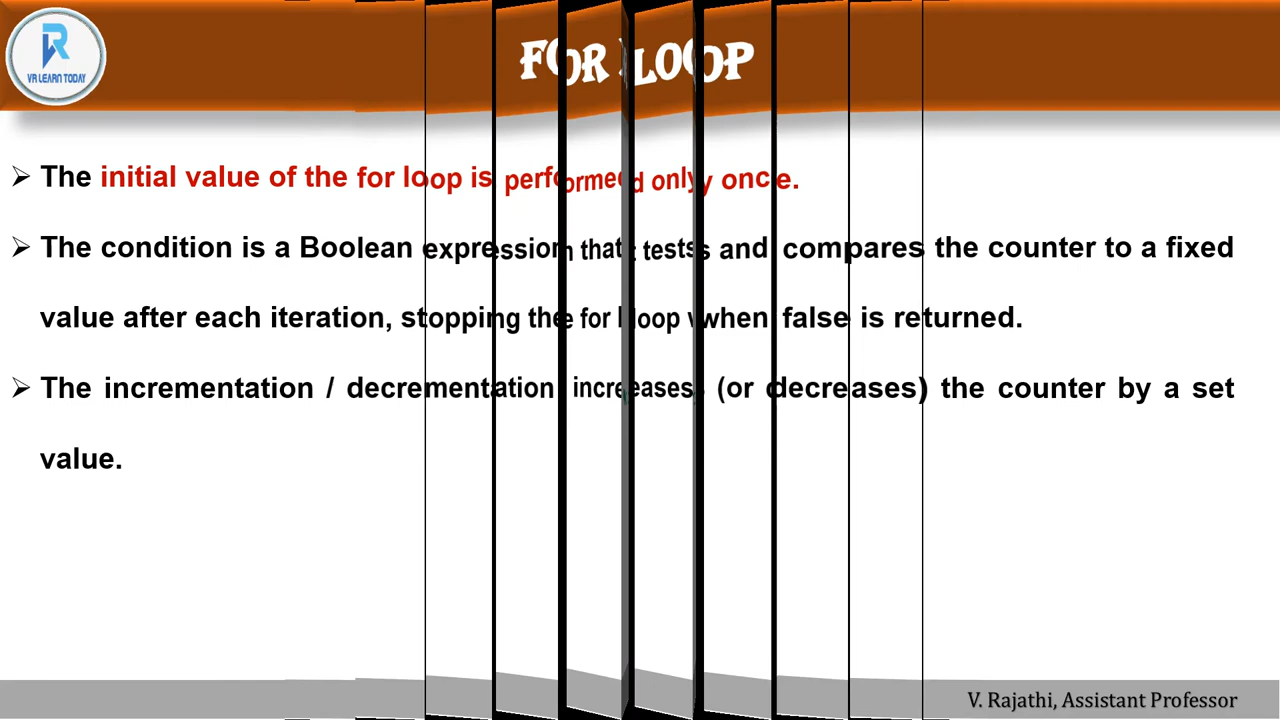 VR LEARN TODAY
FOR LOOP
➢ The initial value of the for loop is performed only once.
➢ The condition is a Boolean expression that tests and compares the counter to a fixed
value after each iteration, stopping the for loop when false is returned.
➢ The incrementation / decrementation increases (or decreases) the counter by a set
value.
V. Rajathi, Assistant Professor